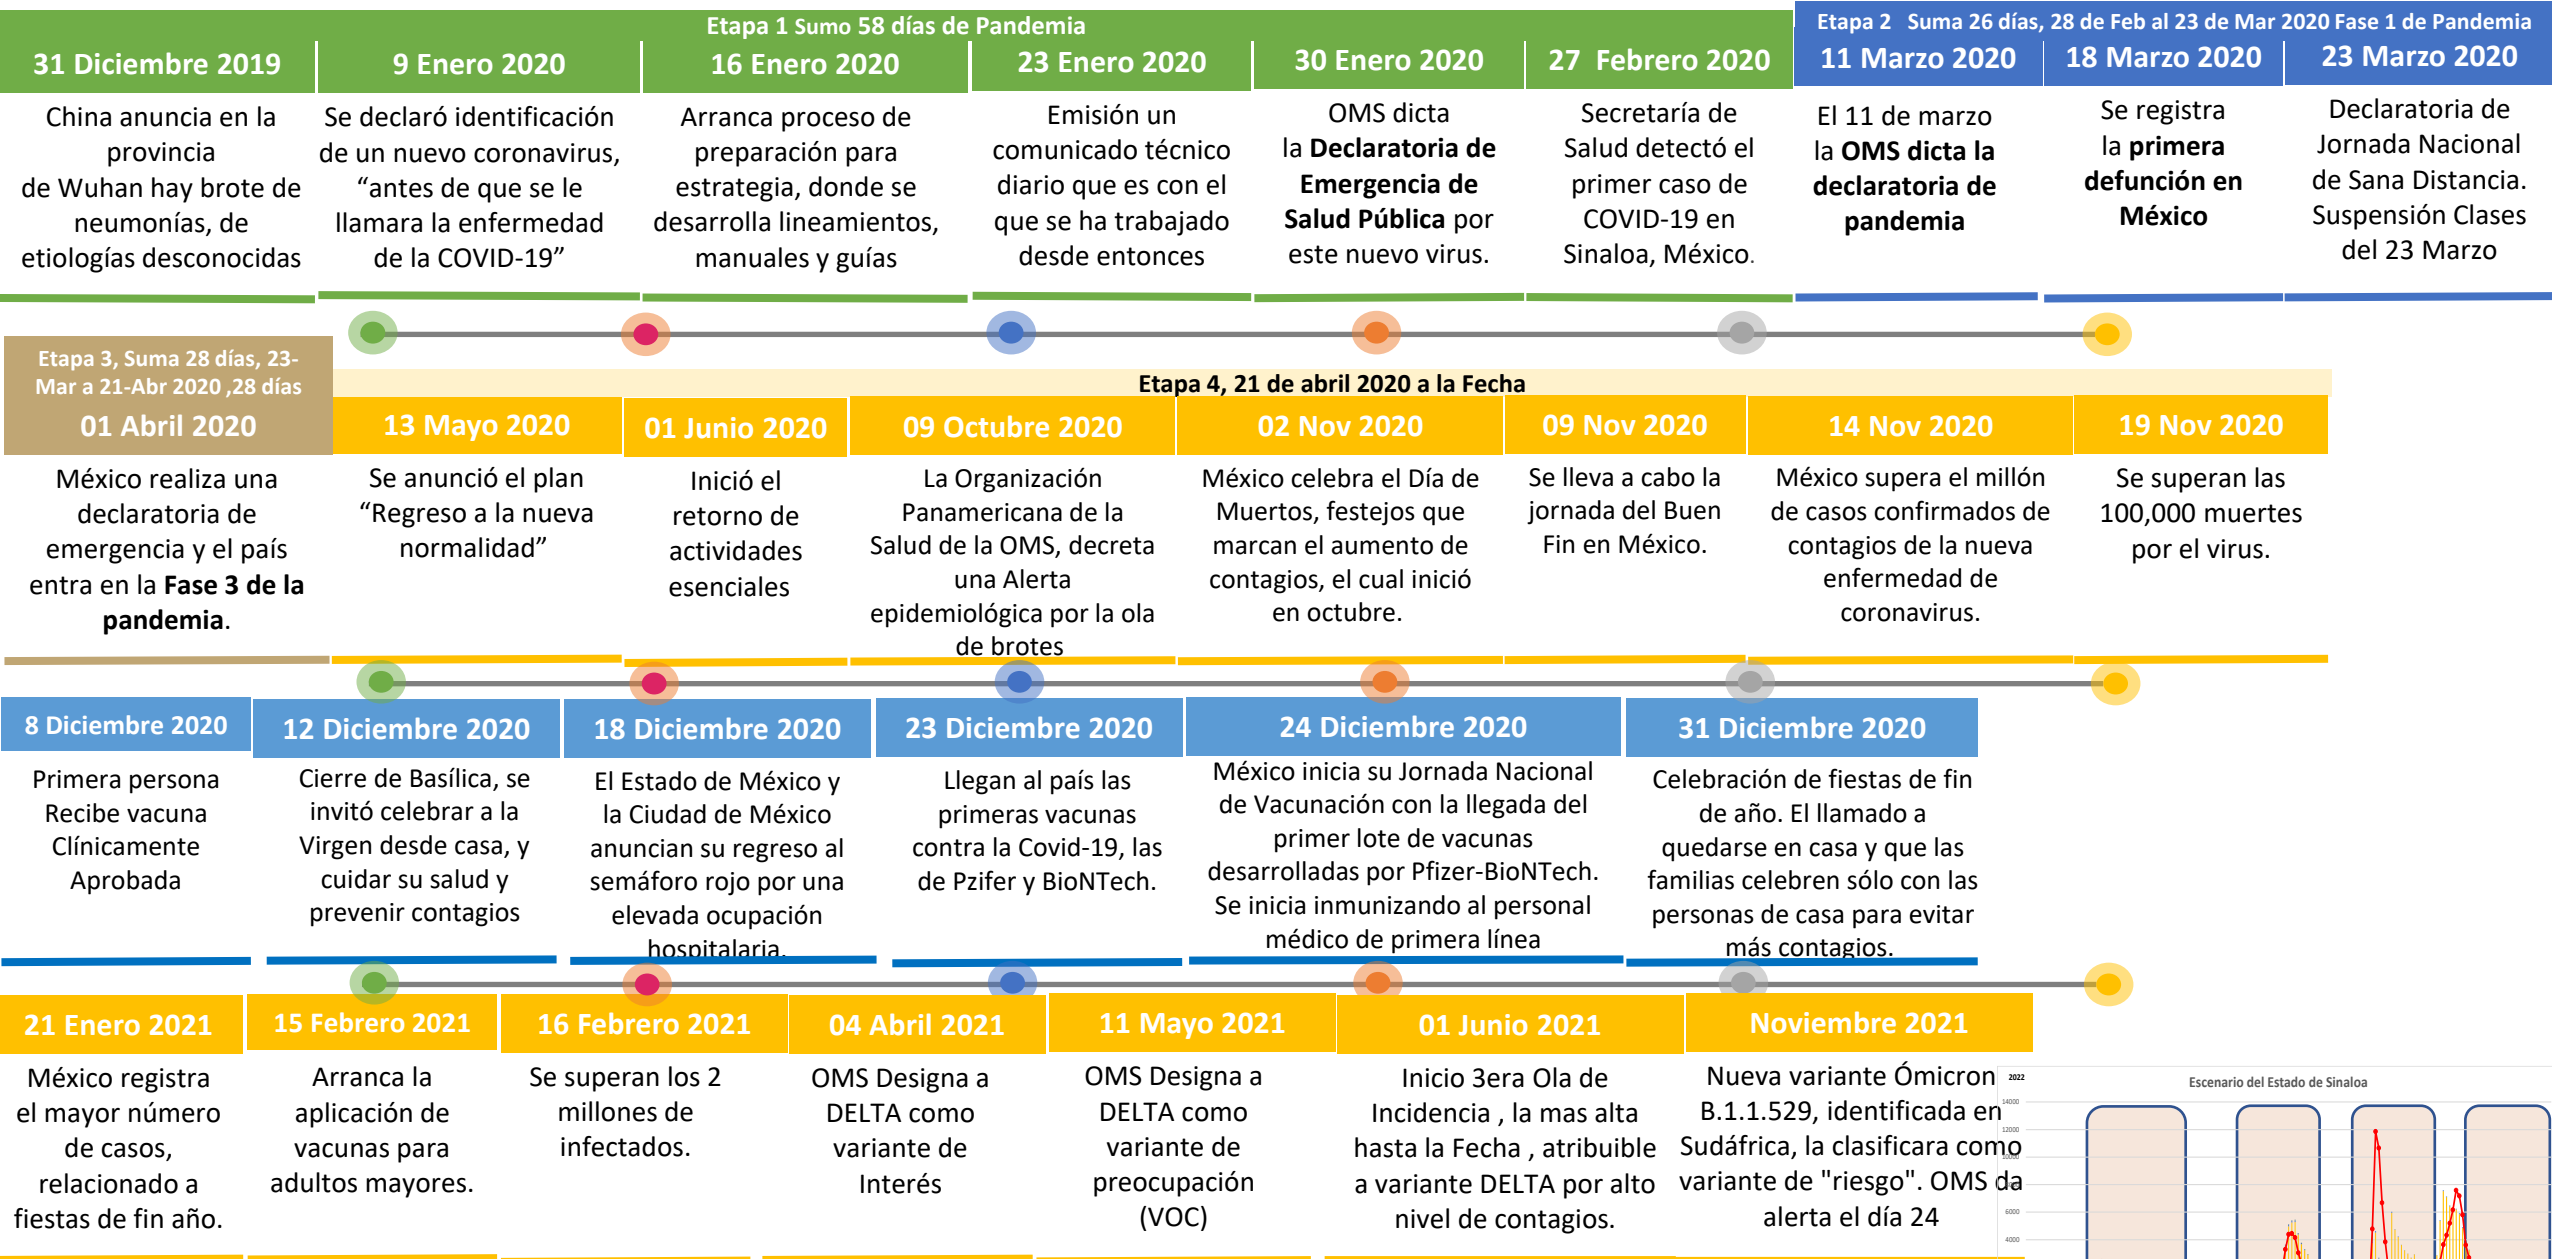 Etapa 1 Sumo 58 días de Pandemia
Etapa 2   Suma 26 días, 28 de Feb al 23 de Mar 2020 Fase 1 de Pandemia
31 Diciembre 2019
China anuncia en la
provincia
de Wuhan hay brote de
neumonías, de
etiologías desconocidas
9 Enero 2020
Se declaró identificación
de un nuevo coronavirus,
“antes de que se le
llamara la enfermedad
de la COVID-19”
16 Enero 2020
Arranca proceso de
preparación para
estrategia, donde se
desarrolla lineamientos,
manuales y guías
23 Enero 2020
Emisión un
comunicado técnico
diario que es con el
que se ha trabajado
desde entonces
30 Enero 2020
OMS dicta
la Declaratoria de
Emergencia de
Salud Pública por
este nuevo virus.
27 Febrero 2020
Secretaría de
Salud detectó el
primer caso de
COVID-19 en
Sinaloa, México.
11 Marzo 2020
El 11 de marzo
la OMS dicta la
declaratoria de
pandemia
18 Marzo 2020
Se registra
la primera
defunción en
México
23 Marzo 2020
Declaratoria de
Jornada Nacional
de Sana Distancia.
Suspensión Clases
del 23 Marzo
Etapa 3, Suma 28 días, 23-
Mar a 21-Abr 2020 ,28 días
01 Abril 2020
México realiza una
declaratoria de
emergencia y el país
entra en la Fase 3 de la
pandemia.
Etapa 4, 21 de abril 2020 a la Fecha
13 Mayo 2020
Se anunció el plan
“Regreso a la nueva
normalidad”
01 Junio 2020
Inició el
retorno de
actividades
esenciales
09 Octubre 2020
La Organización
Panamericana de la
Salud de la OMS, decreta
una Alerta
epidemiológica por la ola
de brotes
02 Nov 2020
México celebra el Día de
Muertos, festejos que
marcan el aumento de
contagios, el cual inició
en octubre.
09 Nov 2020
Se lleva a cabo la
jornada del Buen
Fin en México.
14 Nov 2020
México supera el millón
de casos confirmados de
contagios de la nueva
enfermedad de
coronavirus.
19 Nov 2020
Se superan las
100,000 muertes
por el virus.
8 Diciembre 2020
Primera persona
Recibe vacuna
Clínicamente
Aprobada
12 Diciembre 2020
Cierre de Basílica, se
invitó celebrar a la
Virgen desde casa, y
cuidar su salud y
prevenir contagios
18 Diciembre 2020
El Estado de México y
la Ciudad de México
anuncian su regreso al
semáforo rojo por una
elevada ocupación
hospitalaria.
23 Diciembre 2020
Llegan al país las
primeras vacunas
contra la Covid-19, las
de Pzifer y BioNTech.
24 Diciembre 2020
México inicia su Jornada Nacional
de Vacunación con la llegada del
primer lote de vacunas
desarrolladas por Pfizer-BioNTech.
Se inicia inmunizando al personal
médico de primera línea
31 Diciembre 2020
Celebración de fiestas de fin
de año. El llamado a
quedarse en casa y que las
familias celebren sólo con las
personas de casa para evitar
más contagios.
21 Enero 2021
México registra
el mayor número
de casos,
relacionado a
fiestas de fin año.
15 Febrero 2021
Arranca la
aplicación de
vacunas para
adultos mayores.
16 Febrero 2021
Se superan los 2
millones de
infectados.
04 Abril 2021
OMS Designa a
DELTA como
variante de
Interés
11 Mayo 2021
OMS Designa a
DELTA como
variante de
preocupación
(VOC)
01 Junio 2021
Inicio 3era Ola de
Incidencia , la mas alta
hasta la Fecha , atribuible
a variante DELTA por alto
nivel de contagios.
Noviembre 2021
Nueva variante Ómicron
B.1.1.529, identificada en
Sudáfrica, la clasificara como
variante de "riesgo". OMS da
alerta el día 24
2022
Escenario del Estado de Sinaloa
14000
12000
10000
6000
4000